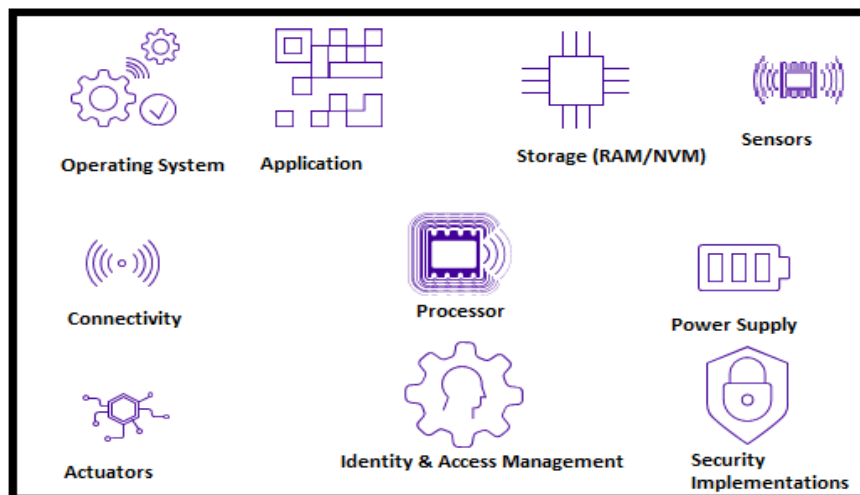 Operating System
Application
Storage (RAM/NVM)
Sensors
Connectivity
Processor
Power Supply
Actuators
Identity & Access Management
Security
Implementations